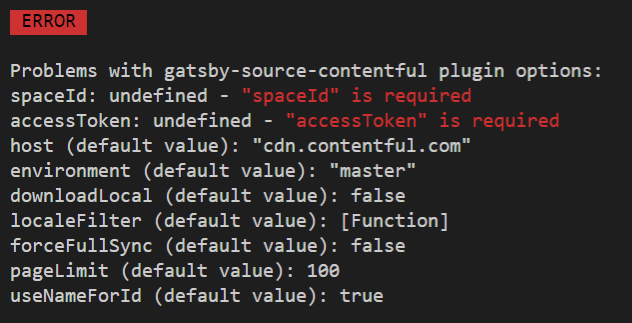 ERROR
Problems with gatsby-source-contentful plugin options:
spaceId: undefined - "spaceId" is required
accessToken: undefined - "accessToken" is required
host (default value): "cdn.contentful.com"
environment (default value): "master"
downloadLocal (default value): false
localeFilter (default value): [Function]
forceFullSync (default value): false
pageLimit (default value): 100
useNameForId (default value): true